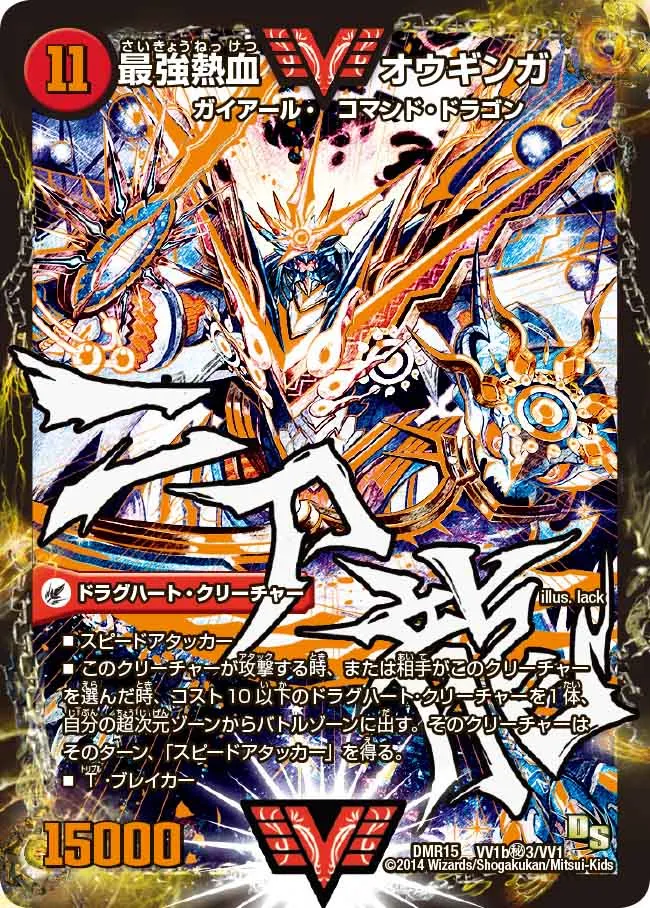 11
さいきょうねっけつ
最強熱血 オウギンガ
ガイアール・コマンド・ドラゴン
二刀龍
ドラグハート・クリーチャー
illus. lack
■ スピードアタッカー
■ このクリーチャーが攻撃する時、または相手がこのクリーチャー
を選んだ時、コスト10以下のドラグハート・クリーチャーを1体、
自分の超次元ゾーンからバトルゾーンに出す。そのクリーチャーは
そのターン、「スピードアタッカー」を得る。
■ T・ブレイカー
15000
DS
DMR15 VV1b㊙3/VV1
©2014 Wizards/Shogakukan/Mitsui-Kids